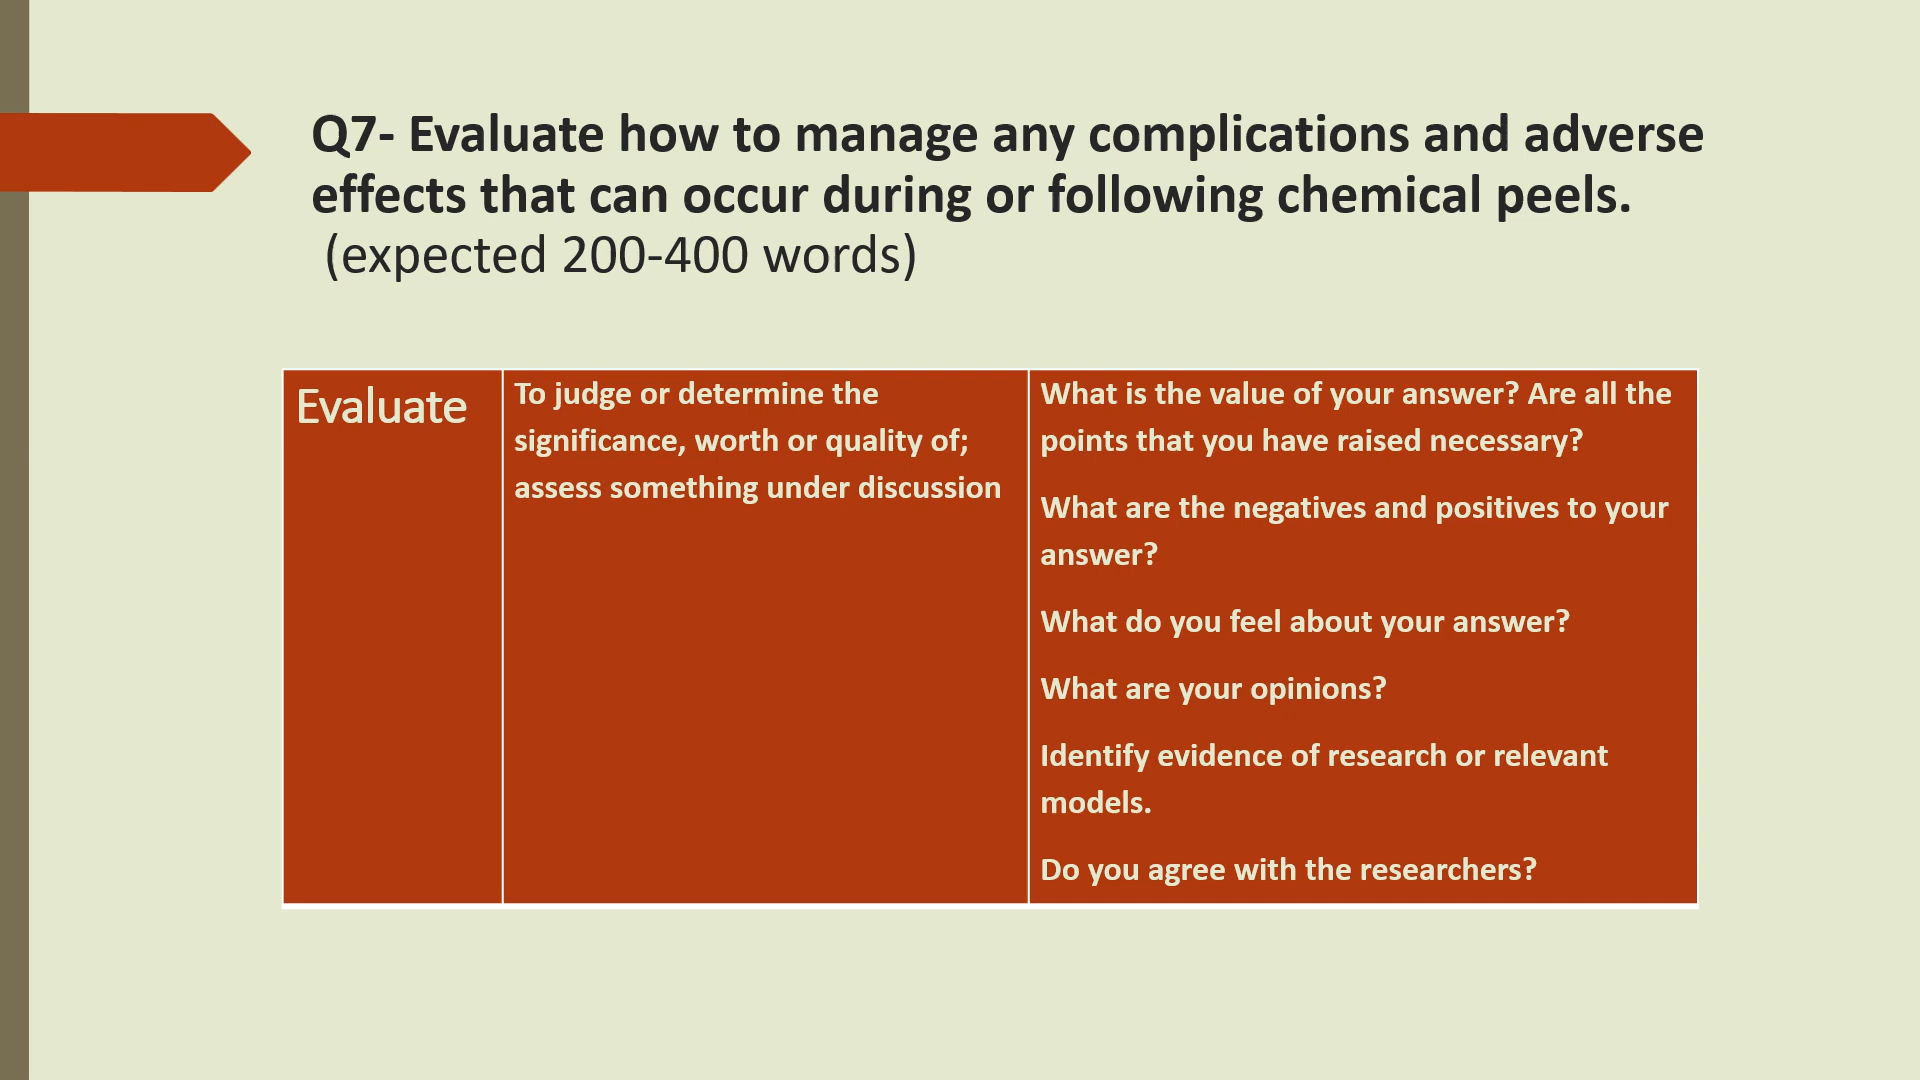 Q7- Evaluate how to manage any complications and adverse
effects that can occur during or following chemical peels.
(expected 200-400 words)
Evaluate
To judge or determine the
significance, worth or quality of;
assess something under discussion
What is the value of your answer? Are all the
points that you have raised necessary?
What are the negatives and positives to your
answer?
What do you feel about your answer?
What are your opinions?
Identify evidence of research or relevant
models.
Do you agree with the researchers?